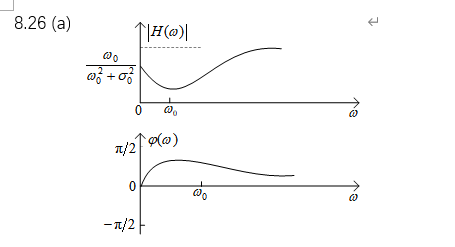 8.26 (a)
|H(ω)|
ω₀
ω₀² + σ₀²
0 ω₀ ω
π/2 φ(ω)
0
ω₀ ω
−π/2